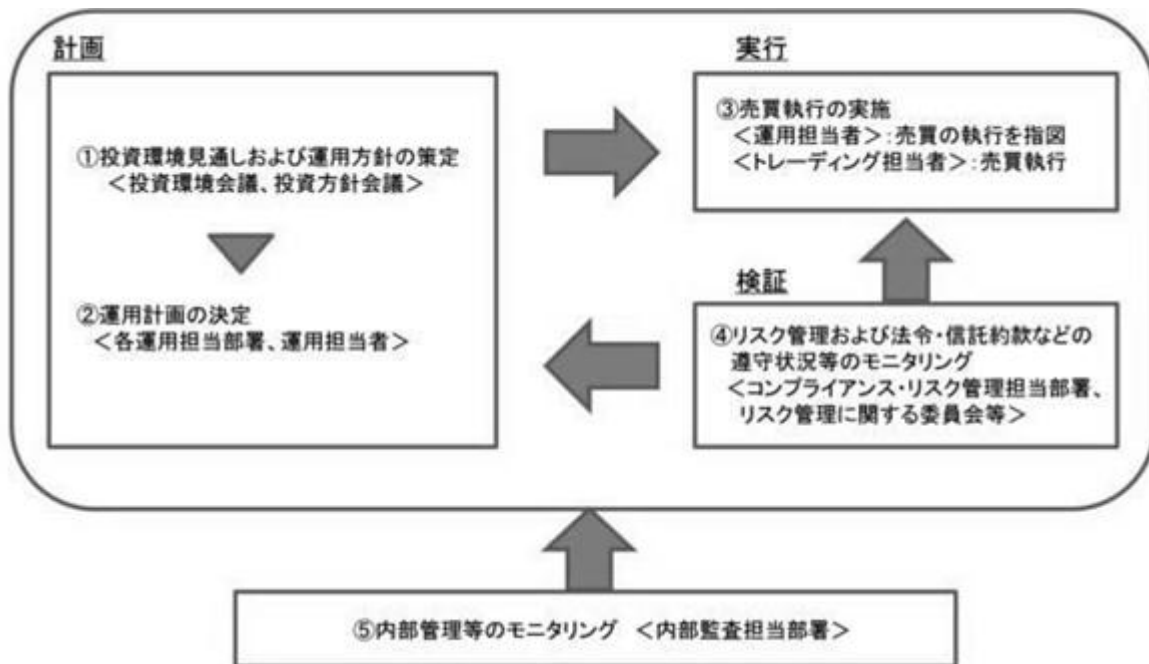 計画
①投資環境見通しおよび運用方針の策定
＜投資環境会議、投資方針会議＞
②運用計画の決定
＜各運用担当部署、運用担当者＞
実行
③売買執行の実施
＜運用担当者＞：売買の執行を指図
＜トレーディング担当者＞：売買執行
検証
④リスク管理および法令・信託約款などの
遵守状況等のモニタリング
＜コンプライアンス・リスク管理担当部署、
リスク管理に関する委員会等＞
⑤内部管理等のモニタリング ＜内部監査担当部署＞